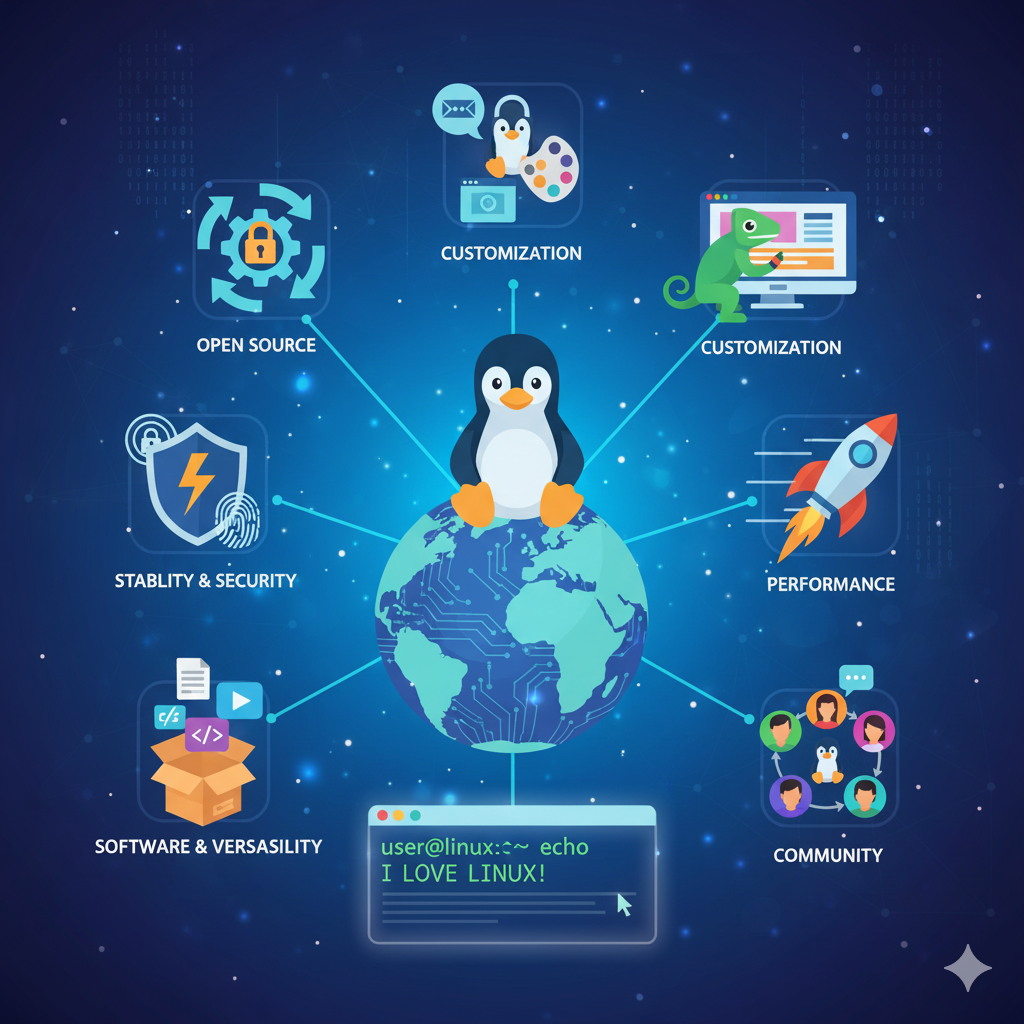 CUSTOMIZATION
OPEN SOURCE
CUSTOMIZATION
STABLITY & SECURITY
PERFORMANCE
</>
SOFTWARE & VERSASILITY
COMMUNITY
user@linux:~ echo
I LOVE LINUX!